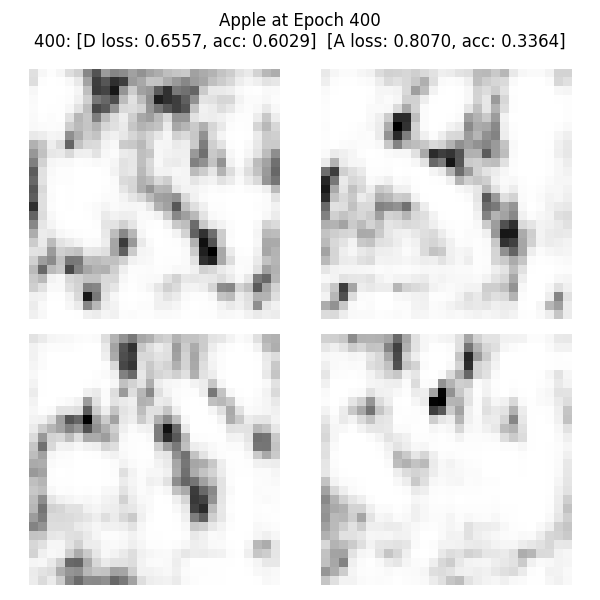 Apple at Epoch 400
400: [D loss: 0.6557, acc: 0.6029]  [A loss: 0.8070, acc: 0.3364]